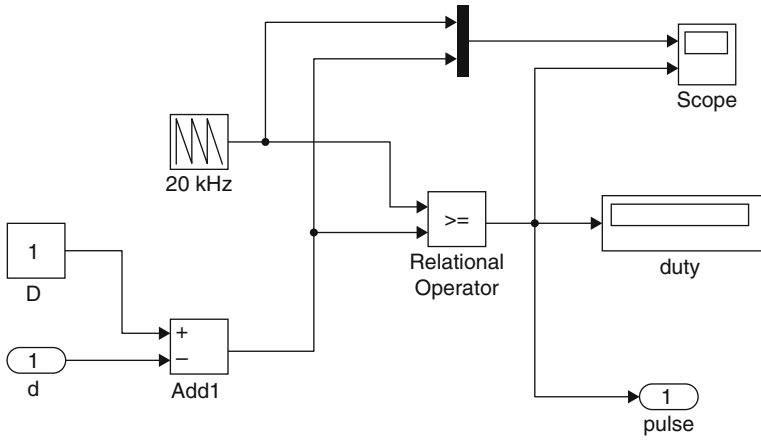 Scope
20 kHz
1
D
>=
Relational
Operator
duty
+
−
Add1
1
d
1
pulse